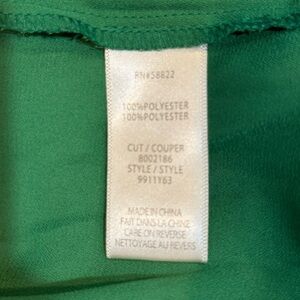 RN#58822
100%POLYESTER
100%POLYESTER
CUT / COUPER
8002186
STYLE / STYLE
9911Y63
MADE IN CHINA
FAIT DANS LA CHINE
CARE ON REVERSE
NETTOYAGE AU REVERS